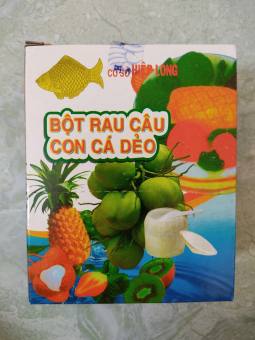 CƠ SỞ HIỆP LONG
BỘT RAU CÂU
CON CÁ DẺO